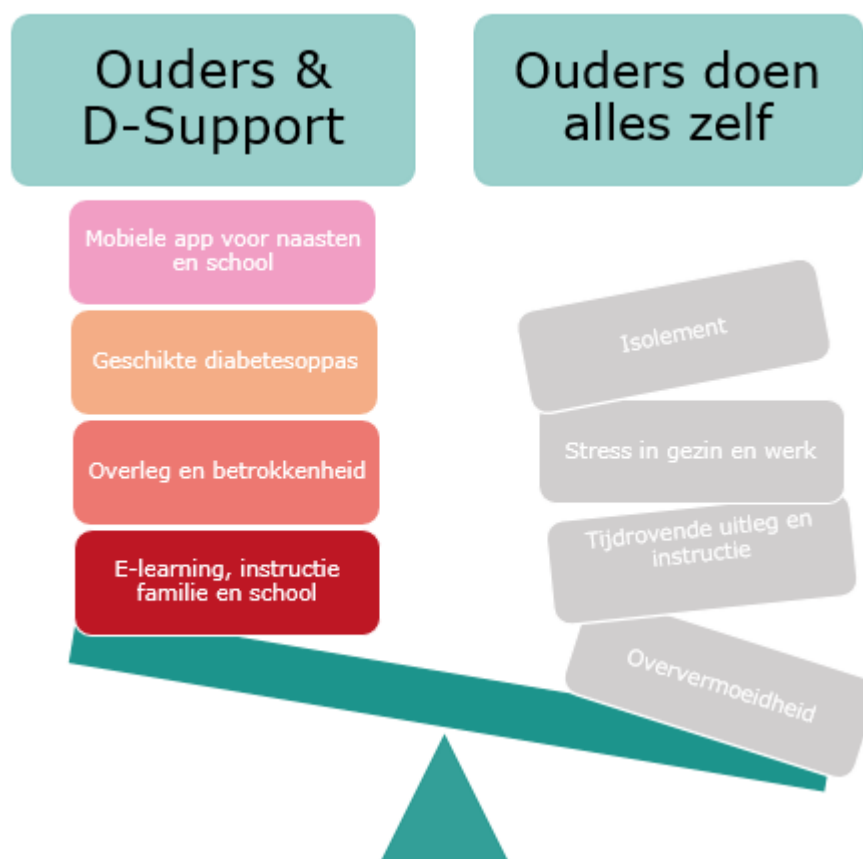 Ouders &
D-Support
Mobiele app voor naasten
en school
Geschikte diabetesoppas
Overleg en betrokkenheid
E-learning, instructie
familie en school
Ouders doen
alles zelf
Isolement
Stress in gezin en werk
Tijdrovende uitleg en
instructie
Oververmoeidheid